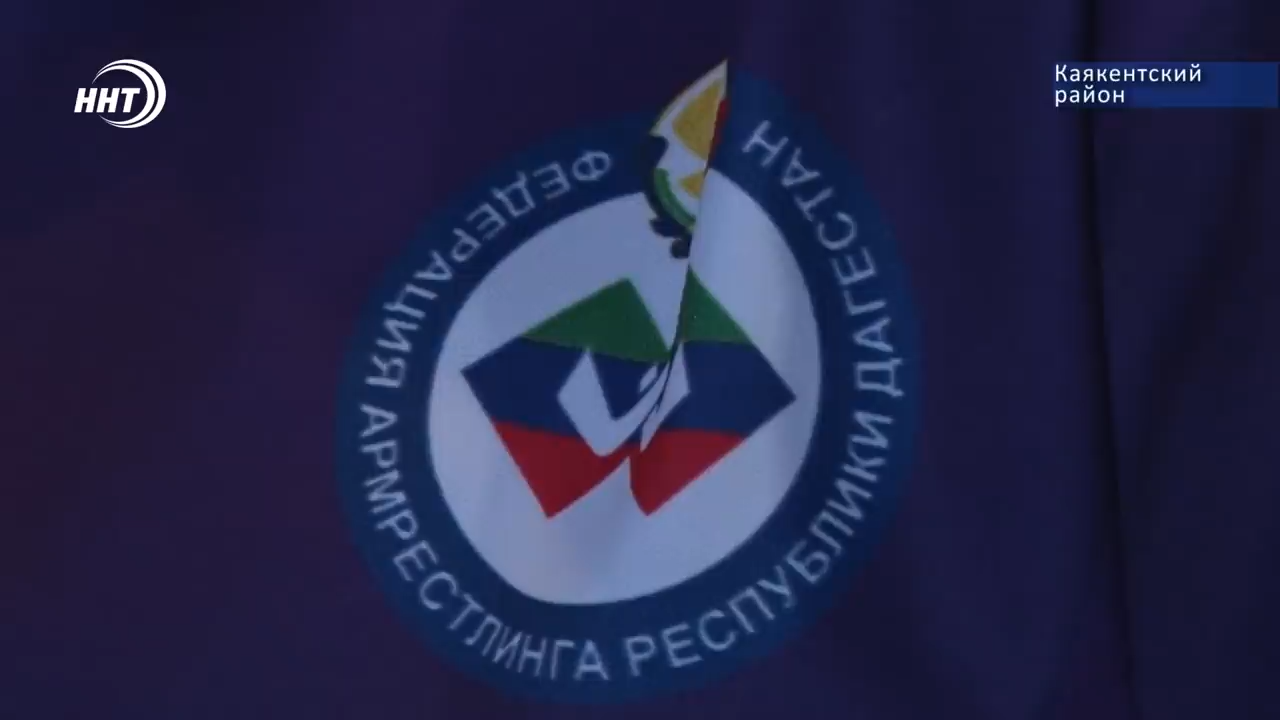 ННТ
Каякентский
район
ФЕДЕРАЦИЯ АРМРЕСТЛИНГА РЕСПУБЛИКИ ДАГЕСТАН